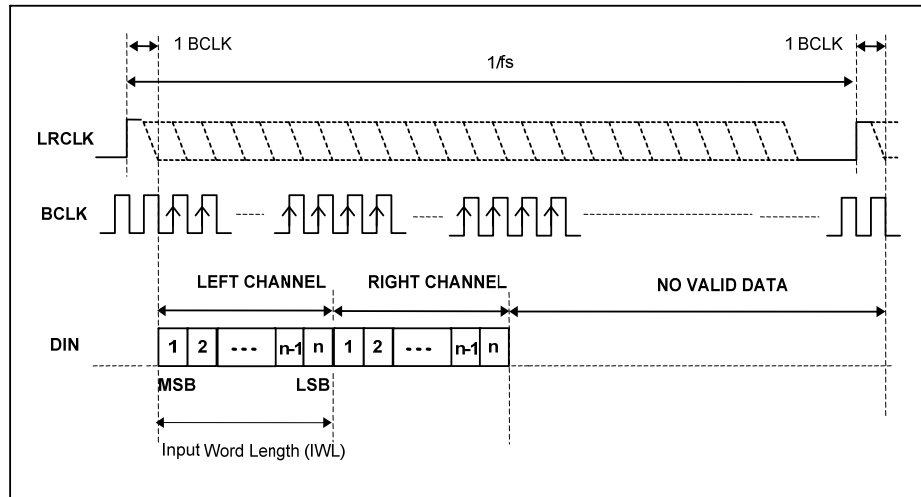 1 BCLK
1 BCLK
1/fs
LRCLK
BCLK
LEFT CHANNEL
RIGHT CHANNEL
NO VALID DATA
DIN
1 2 --- n-1 n 1 2 --- n-1 n
MSB
LSB
Input Word Length (IWL)